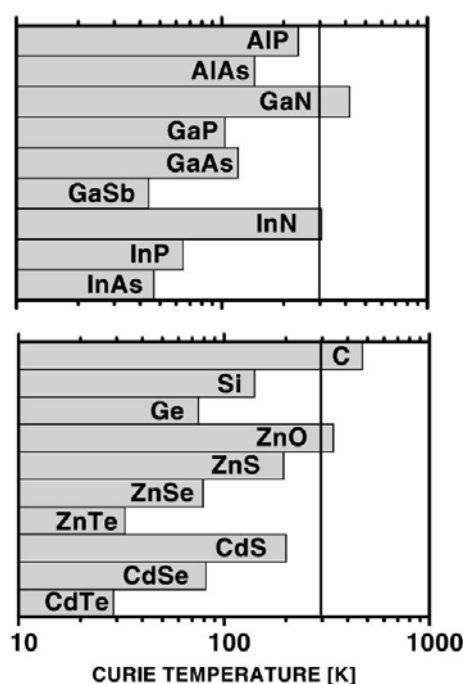 AlP
AlAs
GaN
GaP
GaAs
GaSb
InN
InP
InAs
C
Si
Ge
ZnO
ZnS
ZnSe
ZnTe
CdS
CdSe
CdTe
10 100 1000
CURIE TEMPERATURE [K]